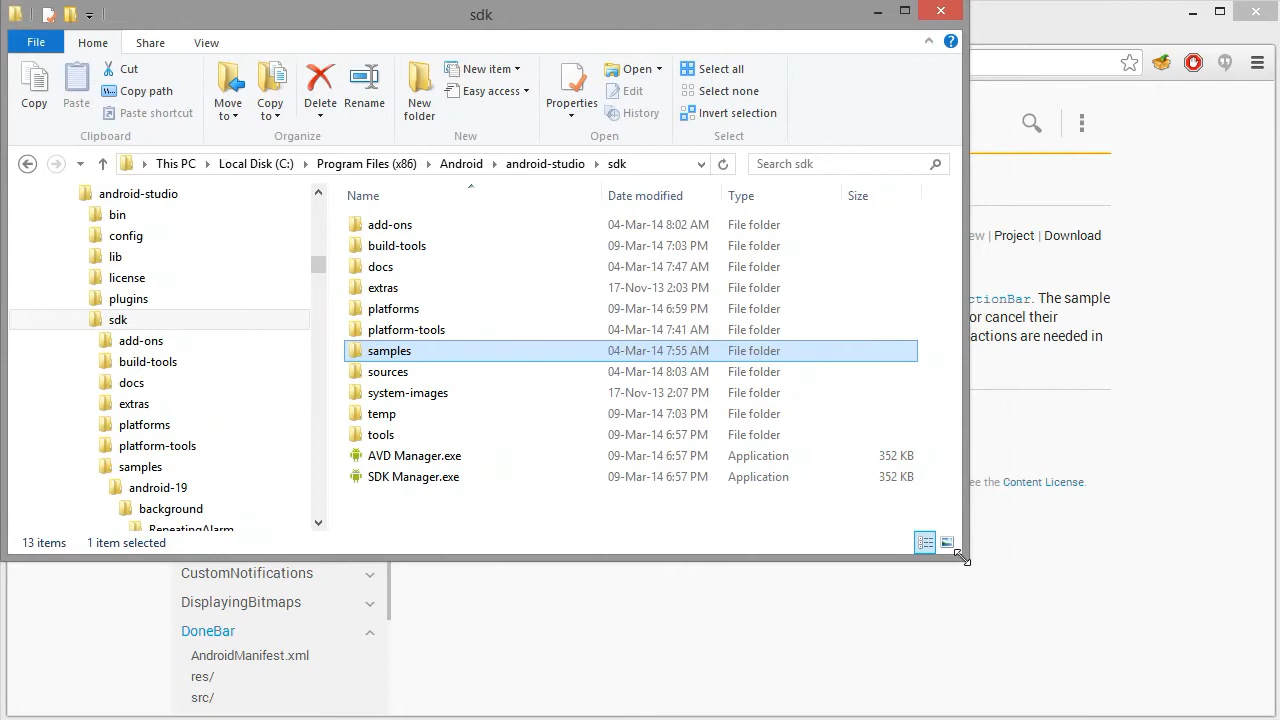 sdk
File
Home
Share
View
Copy
Paste
Cut
Copy path
Paste shortcut
Clipboard
Move to
Copy to
Delete
Rename
Organize
New folder
New item
Easy access
New
Properties
Open
Edit
History
Open
Select all
Select none
Invert selection
Select
This PC
Local Disk (C:)
Program Files (x86)
Android
android-studio
sdk
Search sdk
android-studio
bin
config
lib
license
plugins
sdk
add-ons
build-tools
docs
extras
platforms
platform-tools
samples
android-19
background
RepeatingAlarm
Name Date modified Type Size
add-ons 04-Mar-14 8:02 AM File folder
build-tools 09-Mar-14 7:03 PM File folder
docs 04-Mar-14 7:47 AM File folder
extras 17-Nov-13 2:03 PM File folder
platforms 09-Mar-14 6:59 PM File folder
platform-tools 04-Mar-14 7:41 AM File folder
samples 04-Mar-14 7:55 AM File folder
sources 04-Mar-14 8:03 AM File folder
system-images 17-Nov-13 2:07 PM File folder
temp 09-Mar-14 7:03 PM File folder
tools 09-Mar-14 6:57 PM File folder
AVD Manager.exe 09-Mar-14 6:57 PM Application 352 KB
SDK Manager.exe 09-Mar-14 6:57 PM Application 352 KB
13 items 1 item selected
ew | Project | Download
ctionBar. The sample
or cancel their
actions are needed in
ee the Content License.
CustomNotifications
DisplayingBitmaps
DoneBar
AndroidManifest.xml
res/
src/